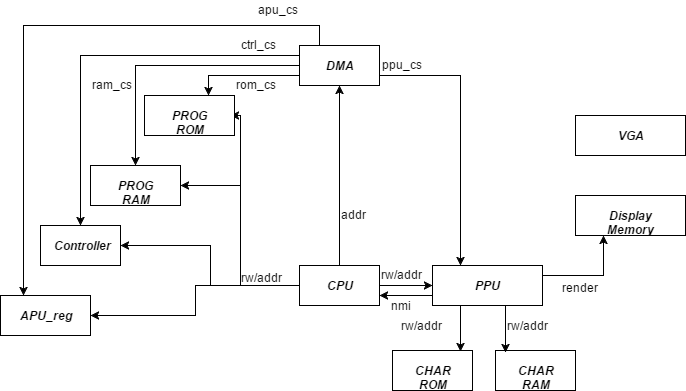 apu_cs
ctrl_cs
DMA
ppu_cs
ram_cs
rom_cs
PROG
ROM
VGA
PROG
RAM
addr
Display
Memory
Controller
rw/addr
CPU
rw/addr
PPU
render
nmi
APU_reg
rw/addr
rw/addr
CHAR
ROM
CHAR
RAM